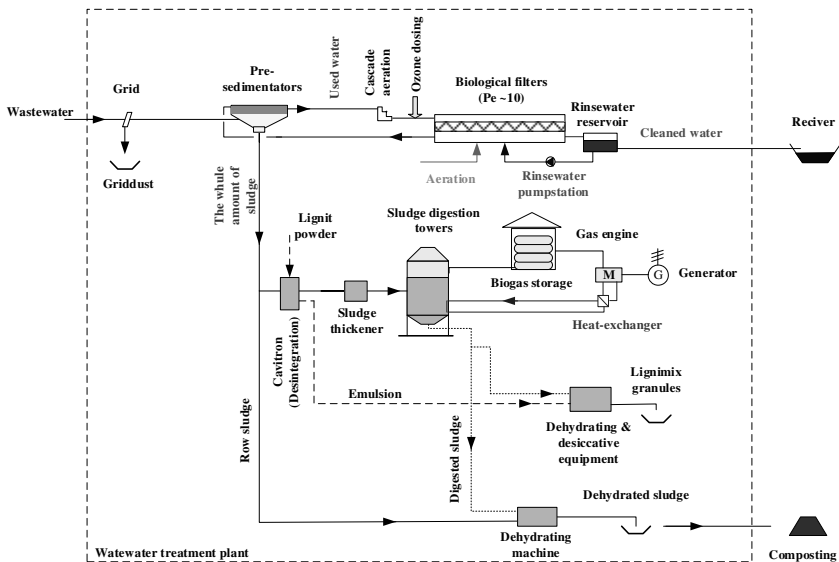 Wastewater
Grid
Griddust
Pre-
sedimentators
Used water
Cascade
aeration
Ozone dosing
Biological filters
(Pe ~10)
Rinsewater
reservoir
Cleaned water
Reciver
Aeration
Rinsewater
pumpstation
The whole
amount of
sludge
Lignit
powder
Sludge digestion
towers
Gas engine
M
G
Generator
Biogas storage
Heat-exchanger
Sludge
thickener
Cavitron
(Desintegration)
Emulsion
Lignimix
granules
Dehydrating &
desiccative
equipment
Row sludge
Digested sludge
Dehydrated sludge
Dehydrating
machine
Composting
Watewater treatment plant